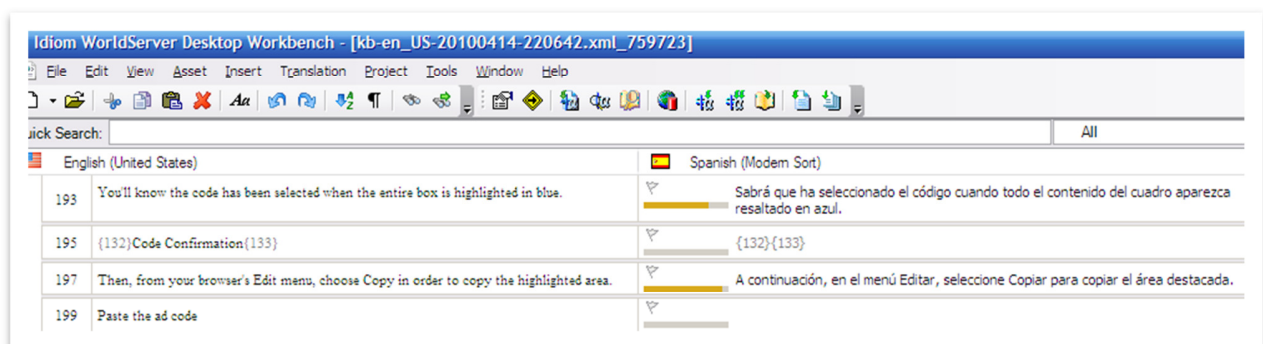 Idiom WorldServer Desktop Workbench - [kb-en_US-20100414-220642.xml_759723]
File Edit View Asset Insert Translation Project Tools Window Help
uick Search: All
English (United States) Spanish (Modern Sort)
193 You'll know the code has been selected when the entire box is highlighted in blue. Sabrá que ha seleccionado el código cuando todo el contenido del cuadro aparezca
resaltado en azul.
195 {132}Code Confirmation{133} {132}{133}
197 Then, from your browser's Edit menu, choose Copy in order to copy the highlighted area. A continuación, en el menú Editar, seleccione Copiar para copiar el área destacada.
199 Paste the ad code